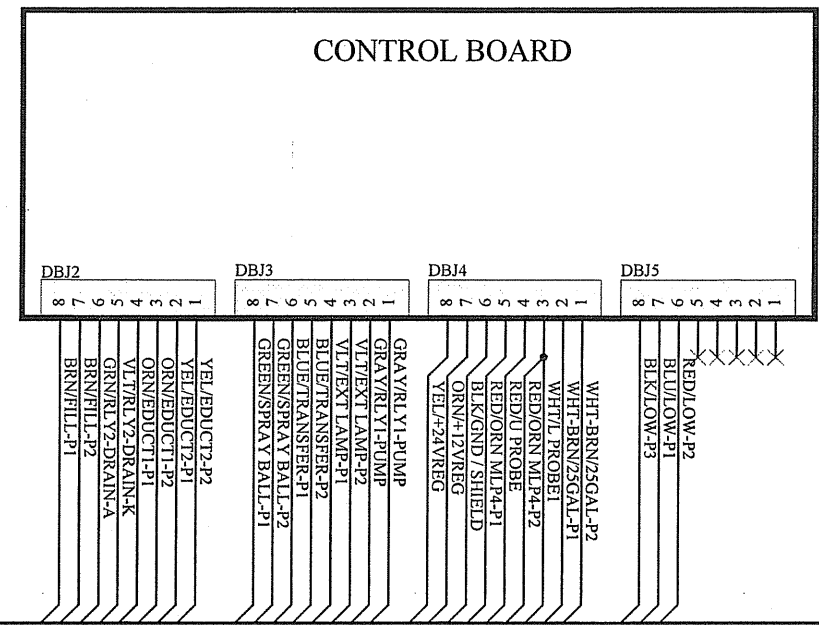 CONTROL BOARD
DBJ2
8 7 6 5 4 3 2 1
DBJ3
8 7 6 5 4 3 2 1
DBJ4
8 7 6 5 4 3 2 1
DBJ5
8 7 6 5 4 3 2 1
BRN/FILL-P1
BRN/FILL-P2
GRN/RLY2-DRAIN-A
VLT/RLY2-DRAIN-K
ORN/EDUCT1-P1
ORN/EDUCT1-P2
YEL/EDUCT2-P1
YEL/EDUCT2-P2
GREEN/SPRAY BALL-P1
GREEN/SPRAY BALL-P2
BLUE/TRANSFER-P1
BLUE/TRANSFER-P2
VLT/EXT LAMP-P1
VLT/EXT LAMP-P2
GRAY/RLY1-PUMP
GRAY/RLY1-PUMP
YEL/+24VREG
ORN/+12VREG
BLK/GND / SHIELD
RED/ORN MLP4-P1
RED/U PROBE
RED/ORN MLP4-P2
WHT/L PROBE1
WHT-BRN/25GAL-P1
WHT-BRN/25GAL-P2
BLK/LOW-P3
BLU/LOW-P1
RED/LOW-P2